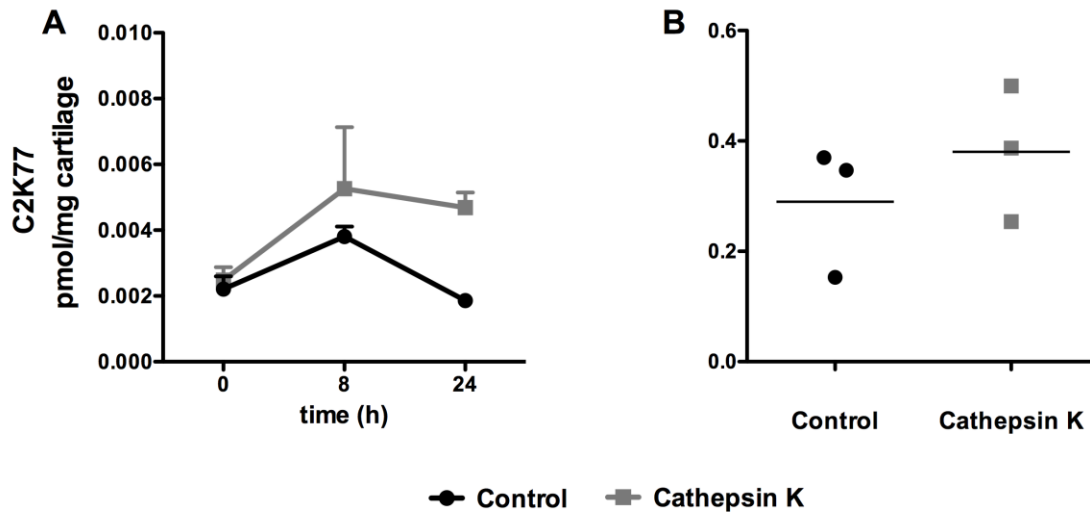 A
C2K77
pmol/mg cartilage
0.010
0.008
0.006
0.004
0.002
0.000
0
8
24
time (h)
B
0.6
0.4
0.2
0.0
Control
Cathepsin K
Control
Cathepsin K